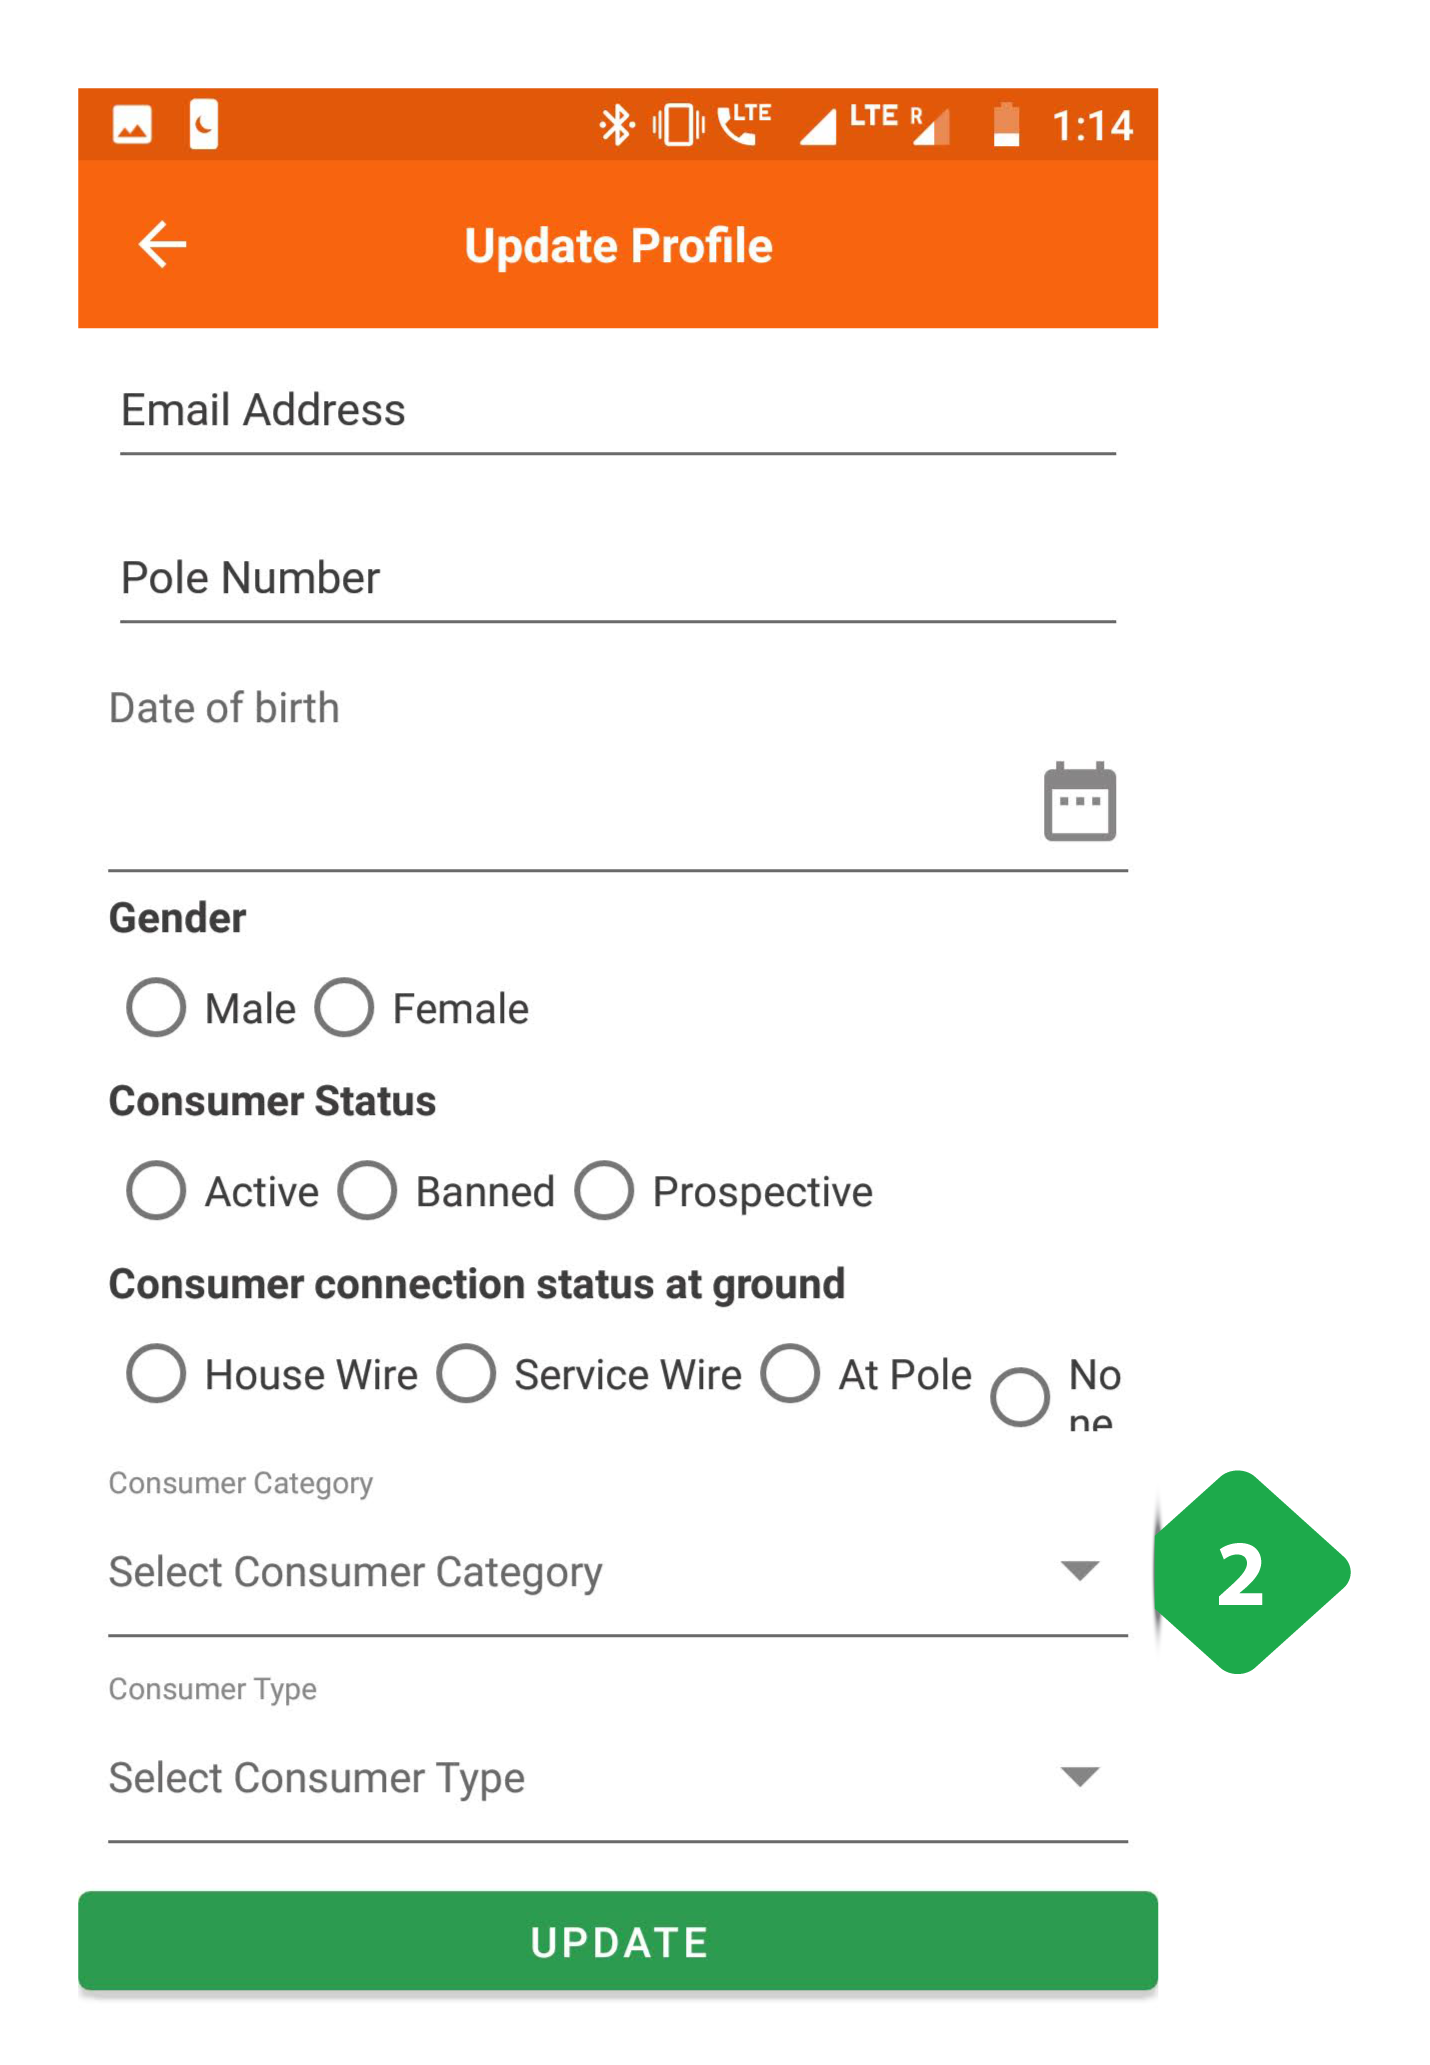 LTE LTE R 1:14
Update Profile
Email Address
Pole Number
Date of birth
Gender
Male Female
Consumer Status
Active Banned Prospective
Consumer connection status at ground
House Wire Service Wire At Pole No
ne
Consumer Category
Select Consumer Category
2
Consumer Type
Select Consumer Type
UPDATE